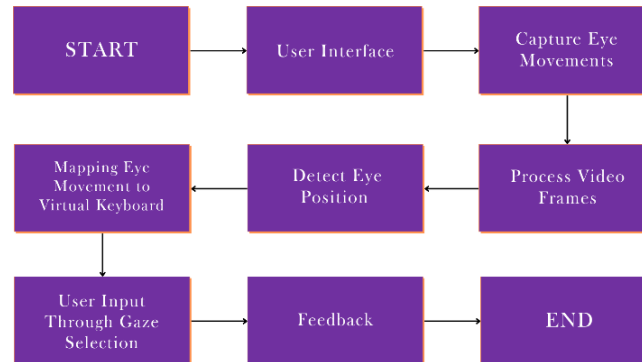 START
User Interface
Capture Eye
Movements
Process Video
Frames
Detect Eye
Position
Mapping Eye
Movement to
Virtual Keyboard
User Input
Through Gaze
Selection
Feedback
END